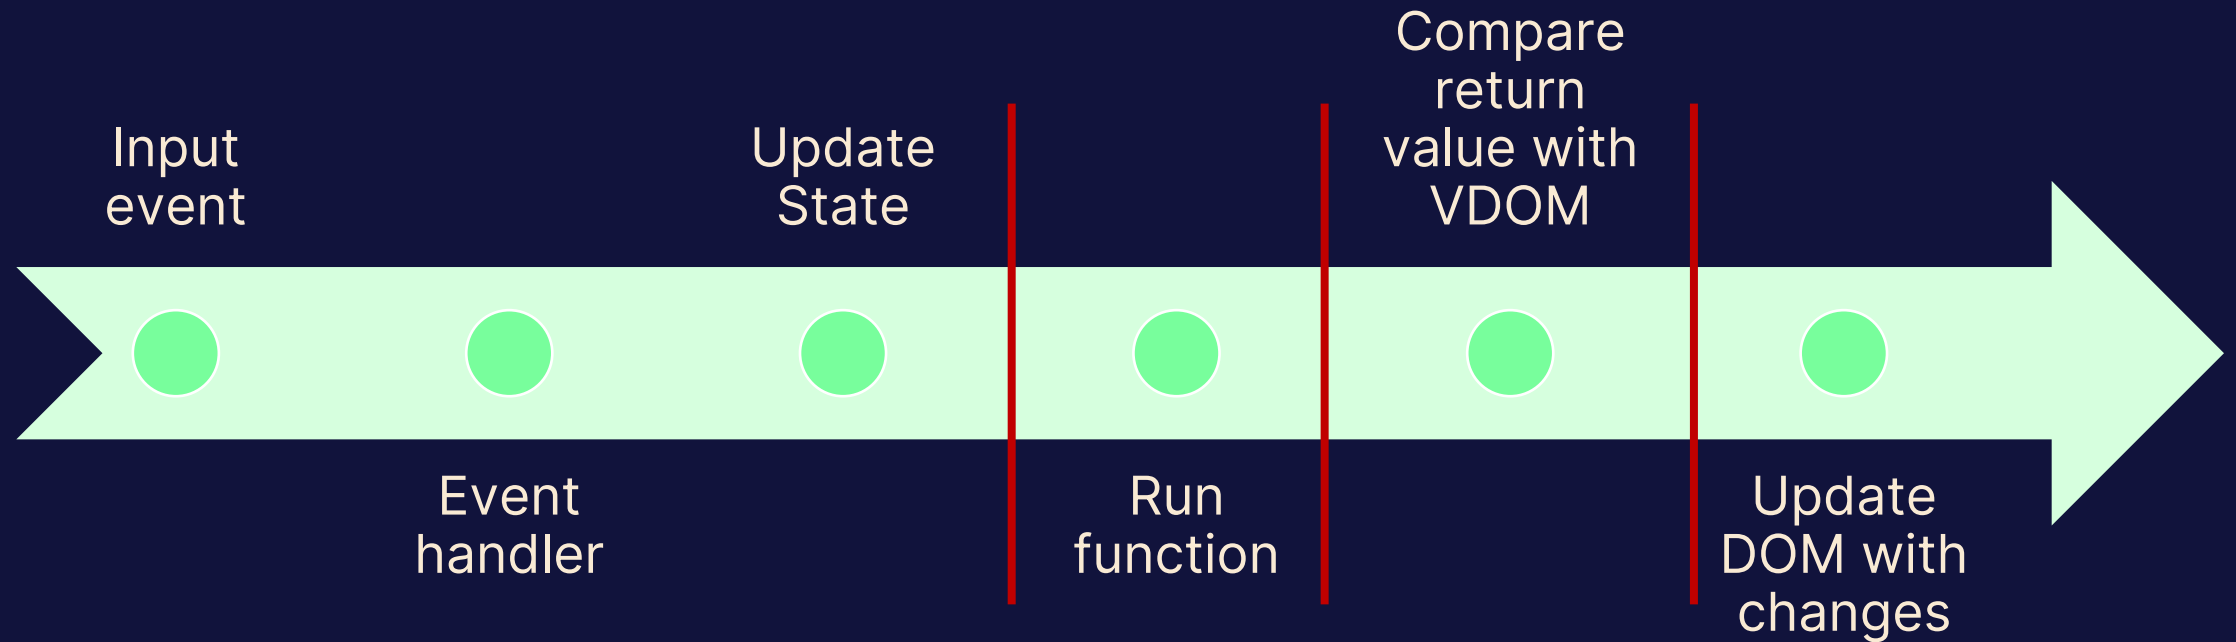 Input
event
Event
handler
Update
State
Run
function
Compare
return
value with
VDOM
Update
DOM with
changes